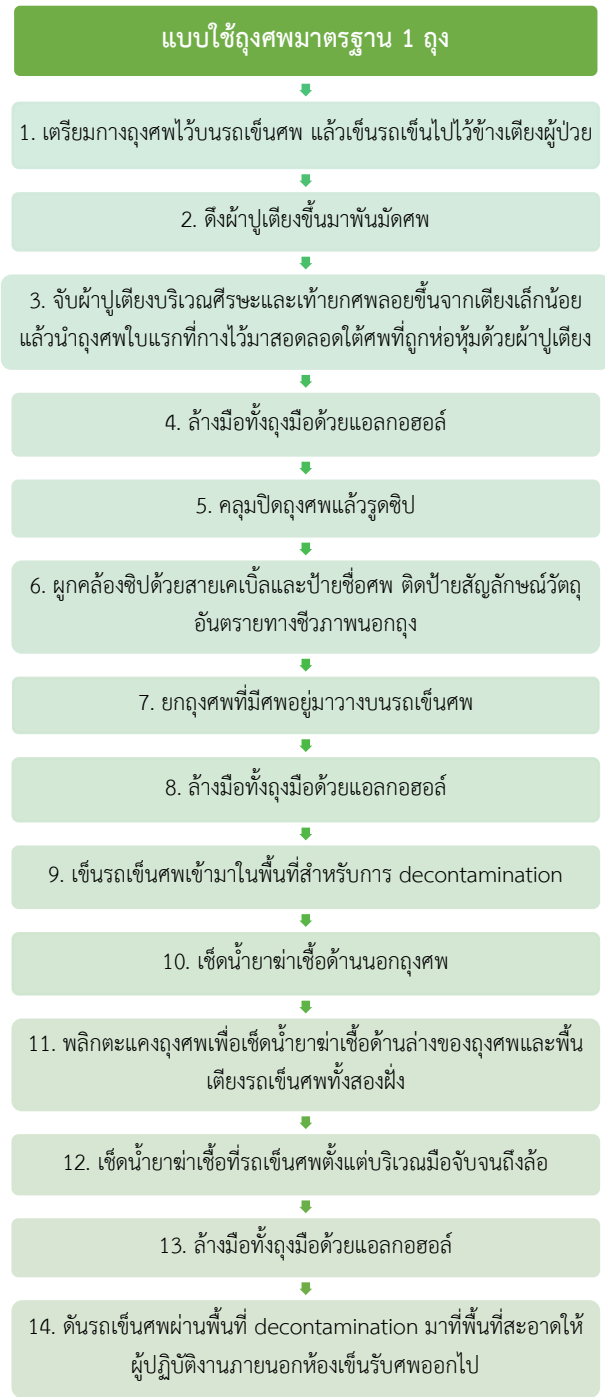 แบบใช้ถุงศพมาตรฐาน 1 ถุง
1. เตรียมกางถุงศพไว้บนรถเข็นศพ แล้วเข็นรถเข็นไปไว้ข้างเตียงผู้ป่วย
2. ดึงผ้าปูเตียงขึ้นมาพันมัดศพ
3. จับผ้าปูเตียงบริเวณศีรษะและเท้ายกศพลอยขึ้นจากเตียงเล็กน้อย
แล้วนำถุงศพใบแรกที่กางไว้มาสอดลอดใต้ศพที่ถูกห่อหุ้มด้วยผ้าปูเตียง
4. ล้างมือทั้งถุงมือด้วยแอลกอฮอล์
5. คลุมปิดถุงศพแล้วรูดซิป
6. ผูกคล้องซิปด้วยสายเคเบิ้ลและป้ายชื่อศพ ติดป้ายสัญลักษณ์วัตถุ
อันตรายทางชีวภาพนอกถุง
7. ยกถุงศพที่มีศพอยู่มาวางบนรถเข็นศพ
8. ล้างมือทั้งถุงมือด้วยแอลกอฮอล์
9. เข็นรถเข็นศพเข้ามาในพื้นที่สำหรับการ decontamination
10. เช็ดน้ำยาฆ่าเชื้อด้านนอกถุงศพ
11. พลิกตะแคงถุงศพเพื่อเช็ดน้ำยาฆ่าเชื้อด้านล่างของถุงศพและพื้น
เตียงรถเข็นศพทั้งสองฝั่ง
12. เช็ดน้ำยาฆ่าเชื้อที่รถเข็นศพตั้งแต่บริเวณมือจับจนถึงล้อ
13. ล้างมือทั้งถุงมือด้วยแอลกอฮอล์
14. ดันรถเข็นศพผ่านพื้นที่ decontamination มาที่พื้นที่สะอาดให้
ผู้ปฏิบัติงานภายนอกห้องเข็นรับศพออกไป